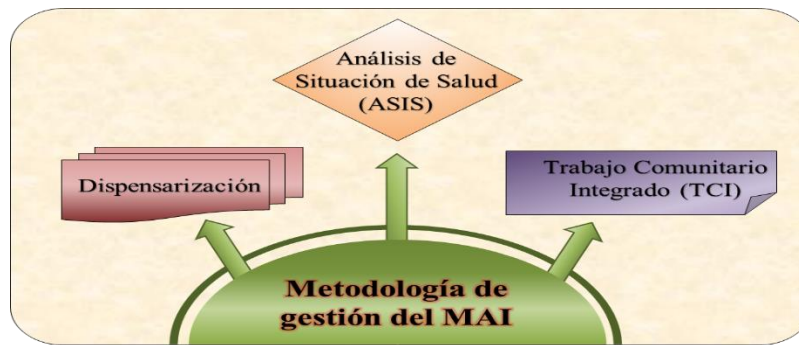 Análisis de
Situación de Salud
(ASIS)
Dispensarización
Trabajo Comunitario
Integrado (TCI)
Metodología de
gestión del MAI